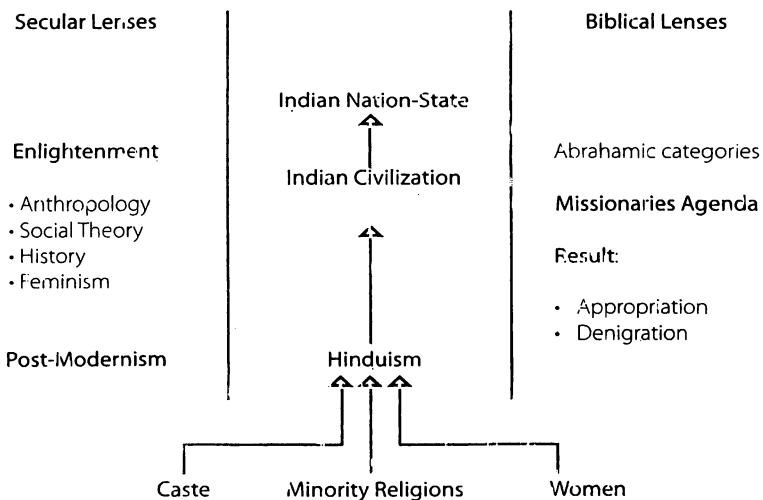 Secular Lenses
Enlightenment
• Anthropology
• Social Theory
• History
• Feminism
Post-Modernism
Indian Nation-State
Indian Civilization
Hinduism
Caste
Minority Religions
Women
Biblical Lenses
Abrahamic categories
Missionaries Agenda
Result:
• Appropriation
• Denigration